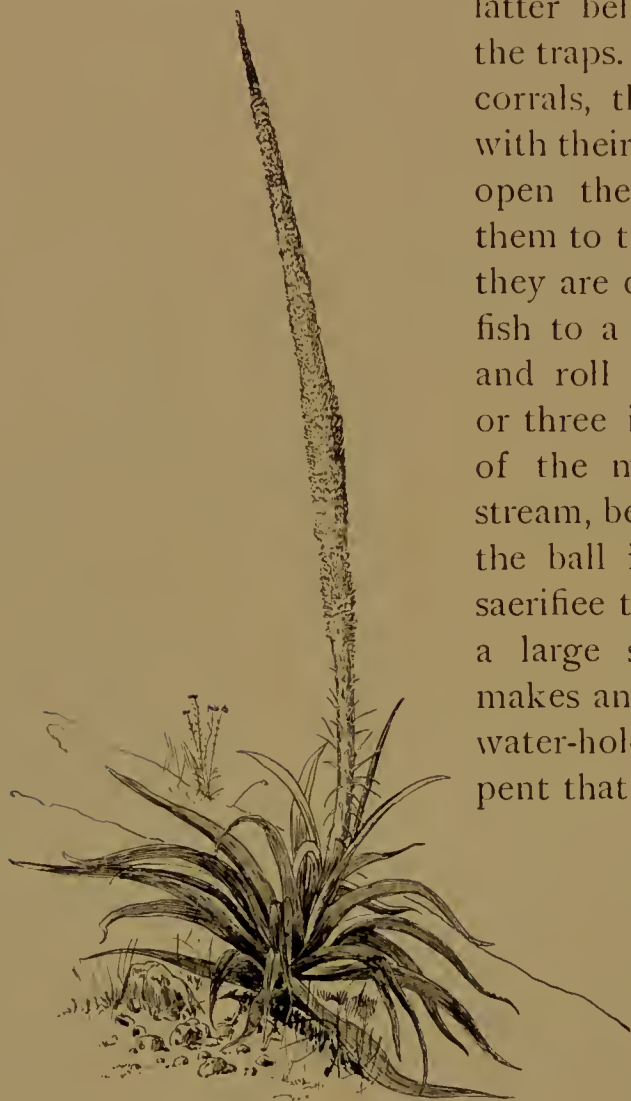 latter bel
the traps.
corrals, th
with their
open the
them to t
they are c
fish to a
and roll
or three i
of the n
stream, be
the ball i
saerifiee t
a large s
makes an
water-hol
pent that